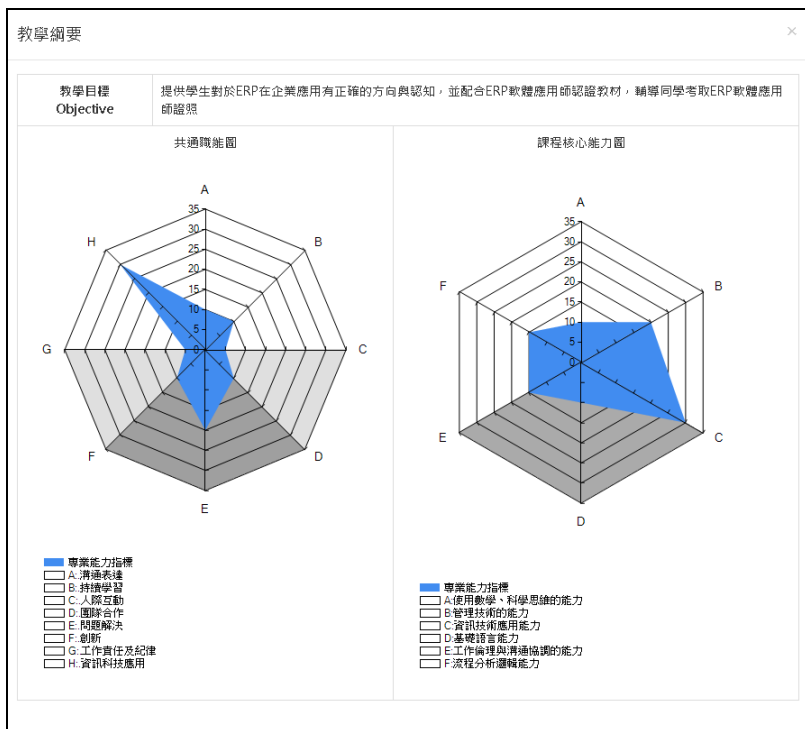 教學綱要
×
教學目標
Objective
提供學生對於ERP在企業應用有正確的方向與認知，並配合ERP軟體應用師認證教材，輔導同學考取ERP軟體應用
師證照
共通職能圖
A
B
C
D
E
F
G
H
35
30
25
20
15
10
5
0
專業能力指標
A:.溝通表達
B:.持續學習
C:.人際互動
D:.團隊合作
E:.問題解決
F:.創新
G:.工作責任及紀律
H:.資訊科技應用
課程核心能力圖
A
B
C
D
E
F
35
30
25
20
15
10
5
0
專業能力指標
A:使用數學、科學思維的能力
B:管理技術的能力
C:資訊技術應用能力
D:基礎語言能力
E:工作倫理與溝通協調的能力
F:流程分析邏輯能力